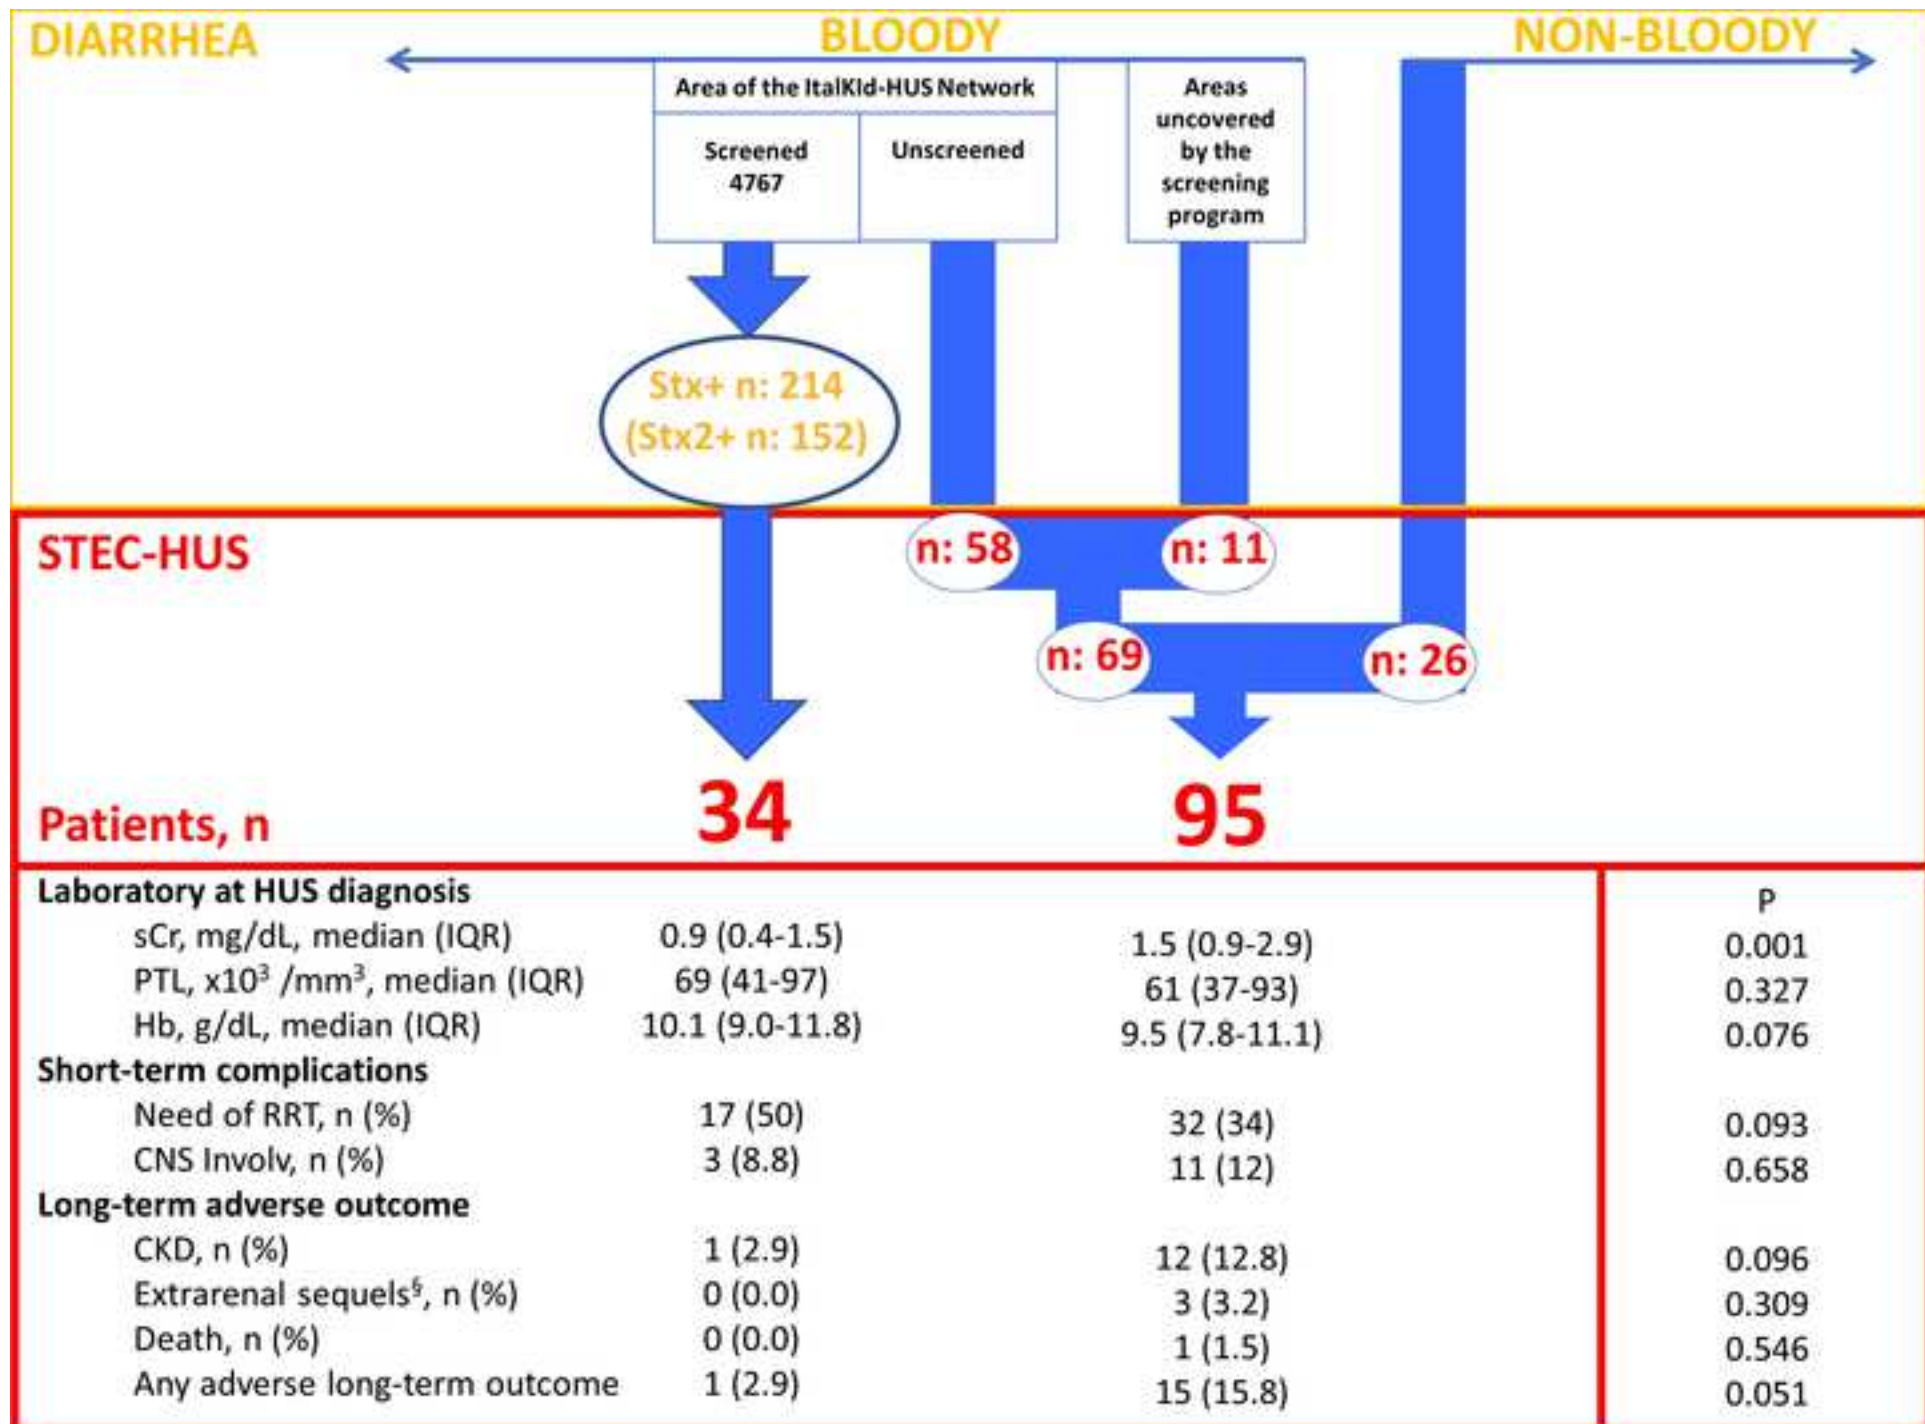 DIARRHEA
BLOODY
NON-BLOODY
Area of the ItalKId-HUS Network
Screened
4767
Unscreened
Areas
uncovered
by the
screening
program
Stx+ n: 214
(Stx2+ n: 152)
STEC-HUS
n: 58
n: 11
n: 69
n: 26
Patients, n
34
95
Laboratory at HUS diagnosis P
sCr, mg/dL, median (IQR) 0.9 (0.4-1.5) 1.5 (0.9-2.9) 0.001
PTL, x10³ /mm³, median (IQR) 69 (41-97) 61 (37-93) 0.327
Hb, g/dL, median (IQR) 10.1 (9.0-11.8) 9.5 (7.8-11.1) 0.076
Short-term complications
Need of RRT, n (%) 17 (50) 32 (34) 0.093
CNS Involv, n (%) 3 (8.8) 11 (12) 0.658
Long-term adverse outcome
CKD, n (%) 1 (2.9) 12 (12.8) 0.096
Extrarenal sequels§, n (%) 0 (0.0) 3 (3.2) 0.309
Death, n (%) 0 (0.0) 1 (1.5) 0.546
Any adverse long-term outcome 1 (2.9) 15 (15.8) 0.051